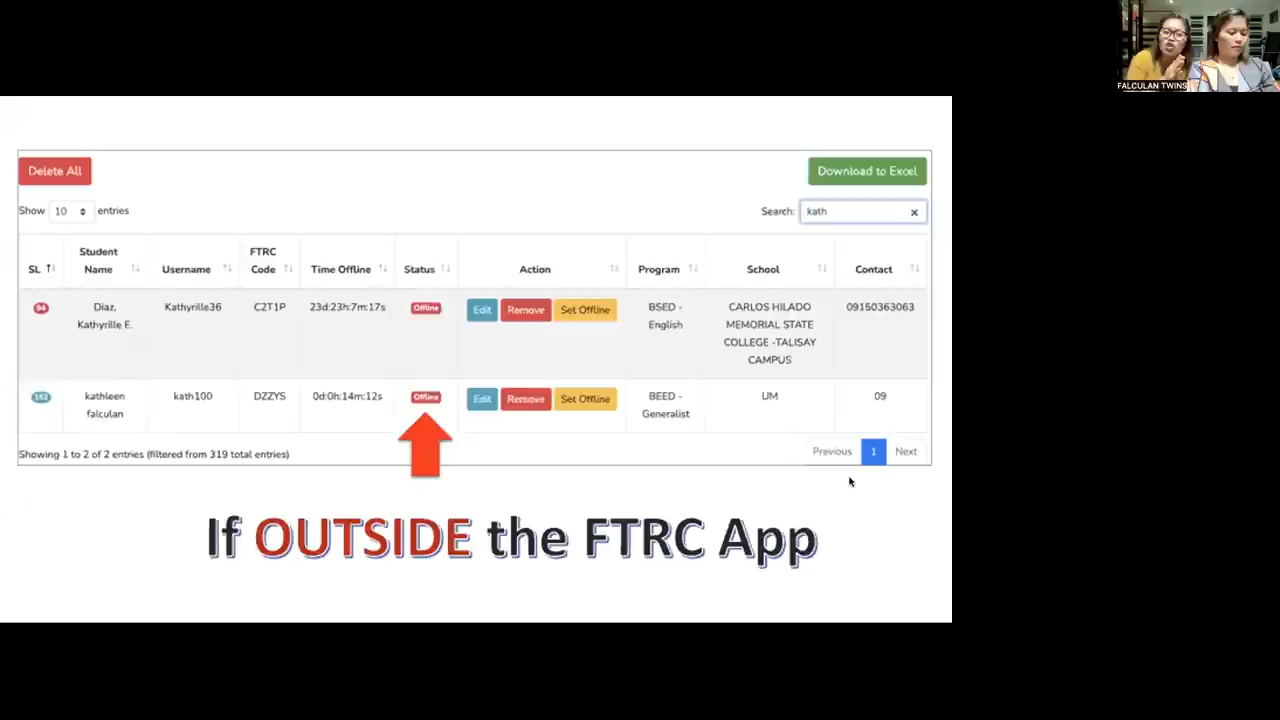 FALCULAN TWINS
Delete All
Download to Excel
Show 10 entries
Search: kath x
SL Student Name Username FTRC Code Time Offline Status Action Program School Contact
94 Diaz, Kathyrille36 C2T1P 23d:23h:7m:17s Offline Edit Remove Set Offline BSED - CARLOS HILADO 09150363063
Kathyrille E. English MEMORIAL STATE
COLLEGE -TALISAY
CAMPUS
182 kathleen kath100 DZZYS 0d:0h:14m:12s Offline Edit Remove Set Offline BEED - UM 09
falculan Generalist
Showing 1 to 2 of 2 entries (filtered from 319 total entries)
Previous 1 Next
If OUTSIDE the FTRC App